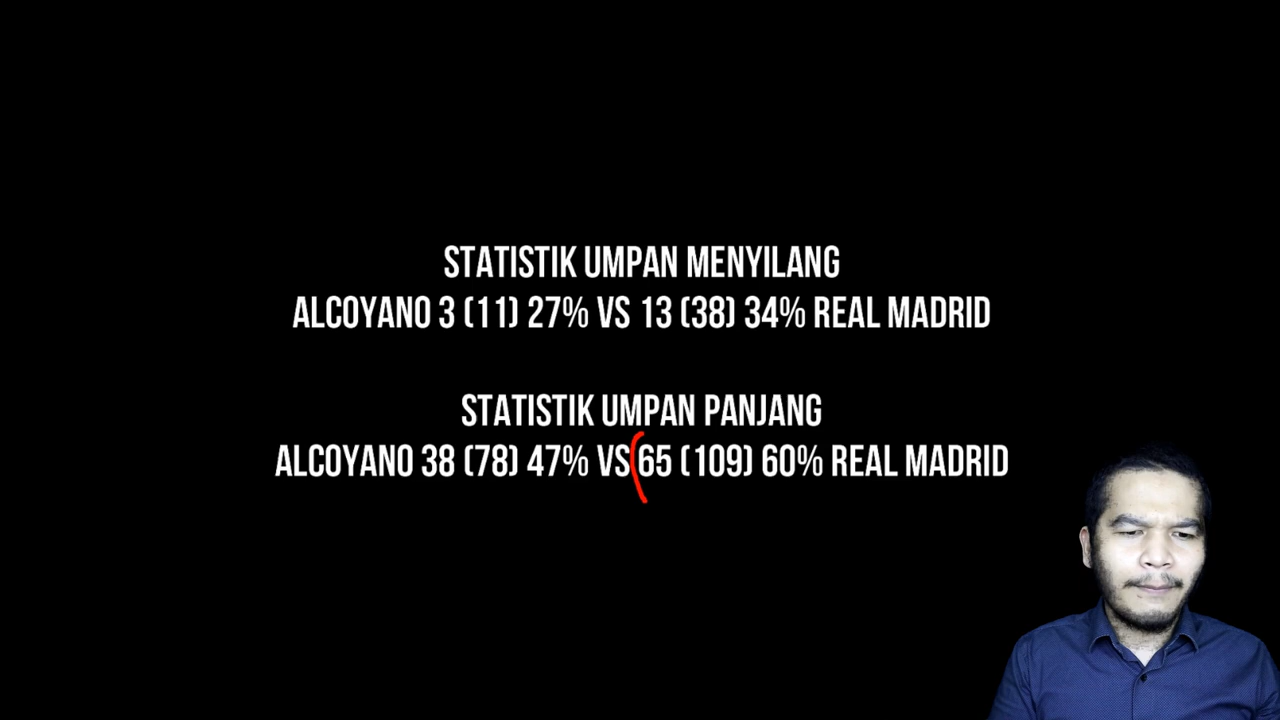 STATISTIK UMPAN MENYILANG
ALCOYANO 3 (11) 27% VS 13 (38) 34% REAL MADRID
STATISTIK UMPAN PANJANG
ALCOYANO 38 (78) 47% VS 65 (109) 60% REAL MADRID